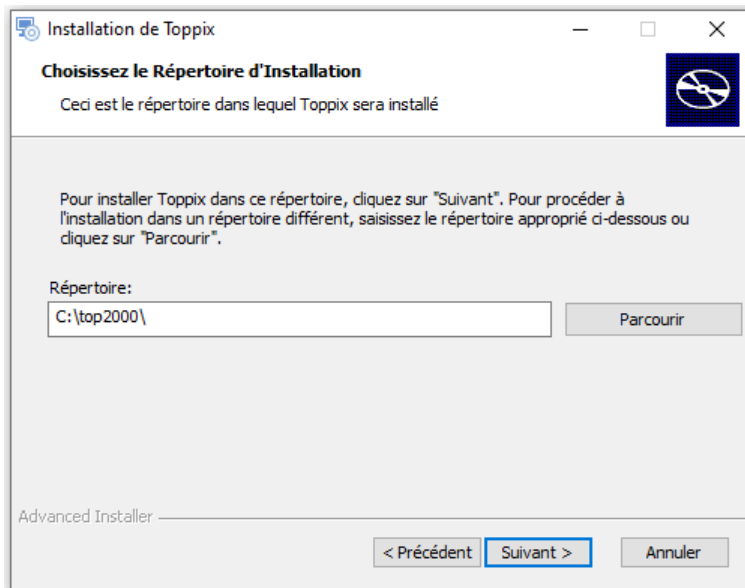 Installation de Toppix
Choisissez le Répertoire d'Installation
Ceci est le répertoire dans lequel Toppix sera installé
Pour installer Toppix dans ce répertoire, cliquez sur "Suivant". Pour procéder à
l'installation dans un répertoire différent, saisissez le répertoire approprié ci-dessous ou
cliquez sur "Parcourir".
Répertoire:
C:\top2000\
Parcourir
Advanced Installer
< Précédent
Suivant >
Annuler